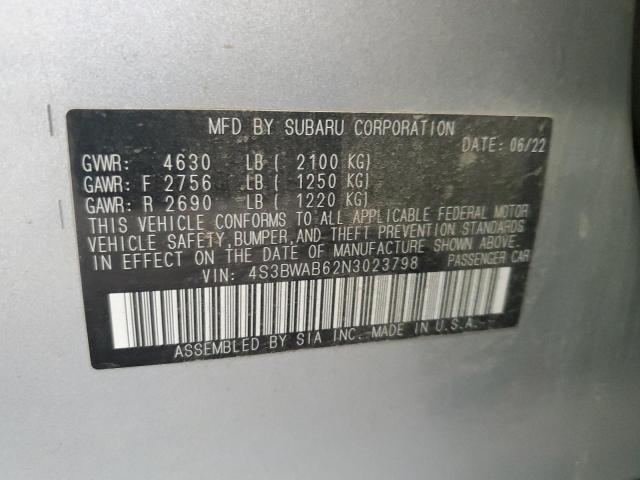 MFD BY SUBARU CORPORATION
DATE: 06/22
GVWR: 4630 LB ( 2100 KG)
GAWR: F 2756 LB ( 1250 KG)
GAWR: R 2690 LB ( 1220 KG)
THIS VEHICLE CONFORMS TO ALL APPLICABLE FEDERAL MOTOR
VEHICLE SAFETY,BUMPER,AND THEFT PREVENTION STANDARDS
IN EFFECT ON THE DATE OF MANUFACTURE SHOWN ABOVE.
VIN: 4S3BWAB62N3023798 PASSENGER CAR
ASSEMBLED BY SIA INC. MADE IN U.S.A.